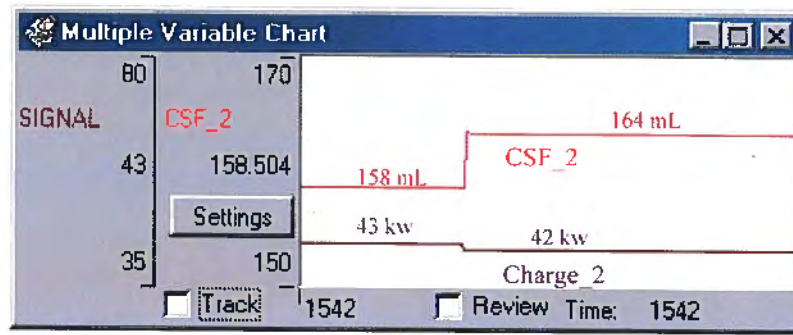 Multiple Variable Chart
80 170
SIGNAL CSF_2 164 mL
CSF_2
43 158.504 158 mL
Settings 43 kw 42 kw
35 150 Charge_2
Track 1542 Review Time: 1542